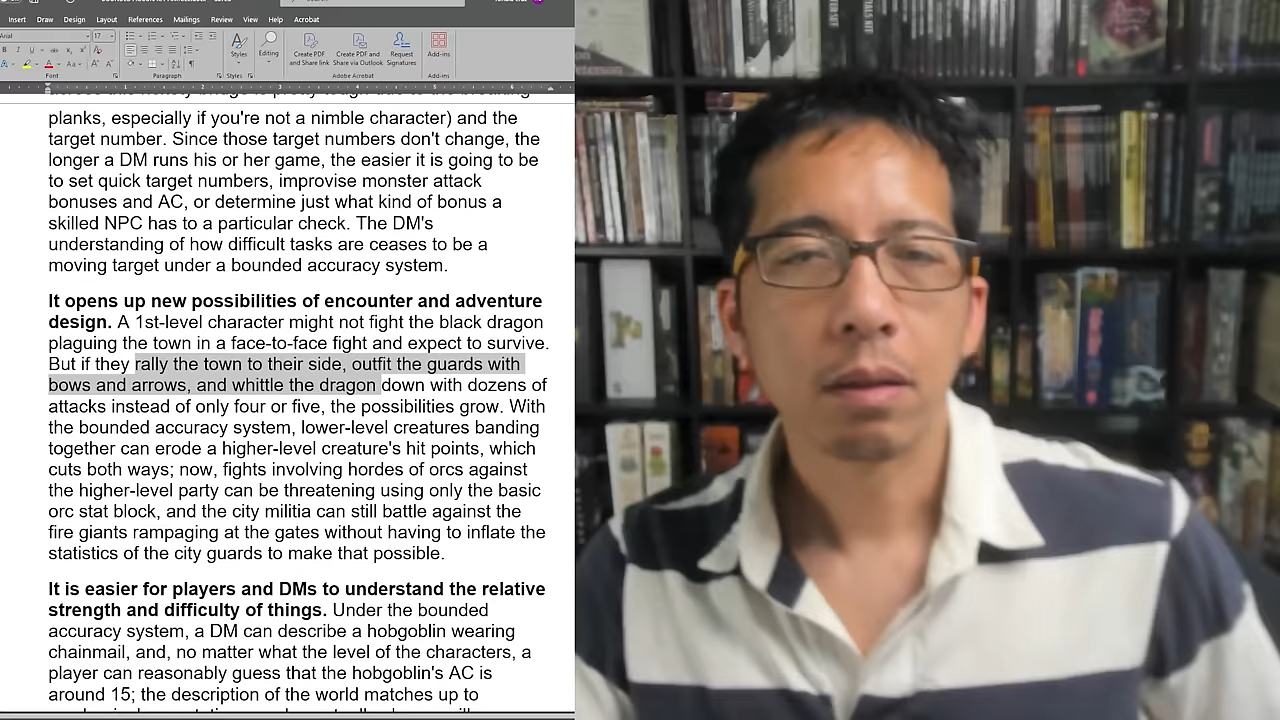 Insert Draw Design Layout References Mailings Review View Help Acrobat
Arial 17
Styles
Editing
Create PDF and Share link
Create PDF and Share via Outlook
Request Signatures
Add-ins
Font Paragraph Styles Adobe Acrobat Add-ins
planks, especially if you're not a nimble character) and the
target number. Since those target numbers don't change, the
longer a DM runs his or her game, the easier it is going to be
to set quick target numbers, improvise monster attack
bonuses and AC, or determine just what kind of bonus a
skilled NPC has to a particular check. The DM's
understanding of how difficult tasks are ceases to be a
moving target under a bounded accuracy system.
It opens up new possibilities of encounter and adventure
design. A 1st-level character might not fight the black dragon
plaguing the town in a face-to-face fight and expect to survive.
But if they rally the town to their side, outfit the guards with
bows and arrows, and whittle the dragon down with dozens of
attacks instead of only four or five, the possibilities grow. With
the bounded accuracy system, lower-level creatures banding
together can erode a higher-level creature's hit points, which
cuts both ways; now, fights involving hordes of orcs against
the higher-level party can be threatening using only the basic
orc stat block, and the city militia can still battle against the
fire giants rampaging at the gates without having to inflate the
statistics of the city guards to make that possible.
It is easier for players and DMs to understand the relative
strength and difficulty of things. Under the bounded
accuracy system, a DM can describe a hobgoblin wearing
chainmail, and, no matter what the level of the characters, a
player can reasonably guess that the hobgoblin's AC is
around 15; the description of the world matches up to